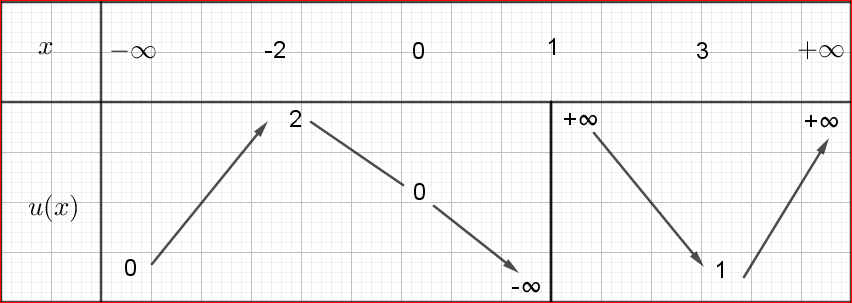 x −∞ -2 0 1 3 +∞
2 +∞ +∞
u(x) 0
0 -∞ 1